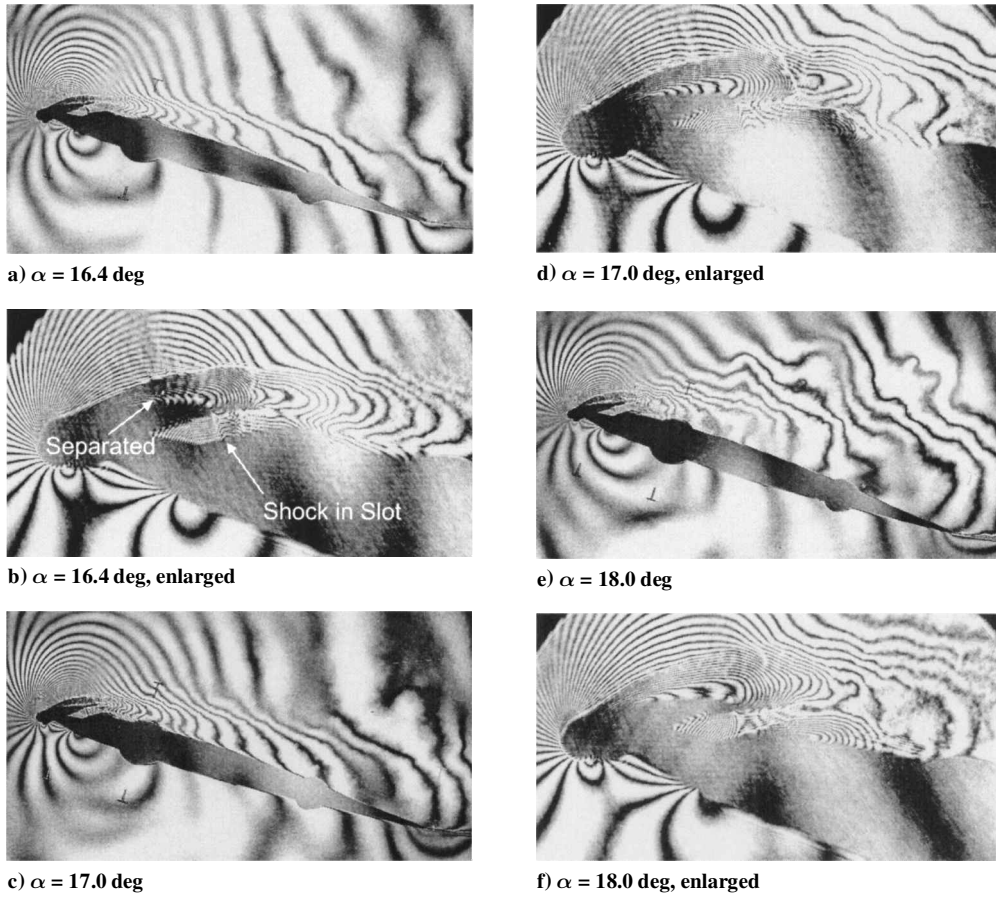 a) α = 16.4 deg
Separated
Shock in Slot
b) α = 16.4 deg, enlarged
c) α = 17.0 deg
d) α = 17.0 deg, enlarged
e) α = 18.0 deg
f) α = 18.0 deg, enlarged